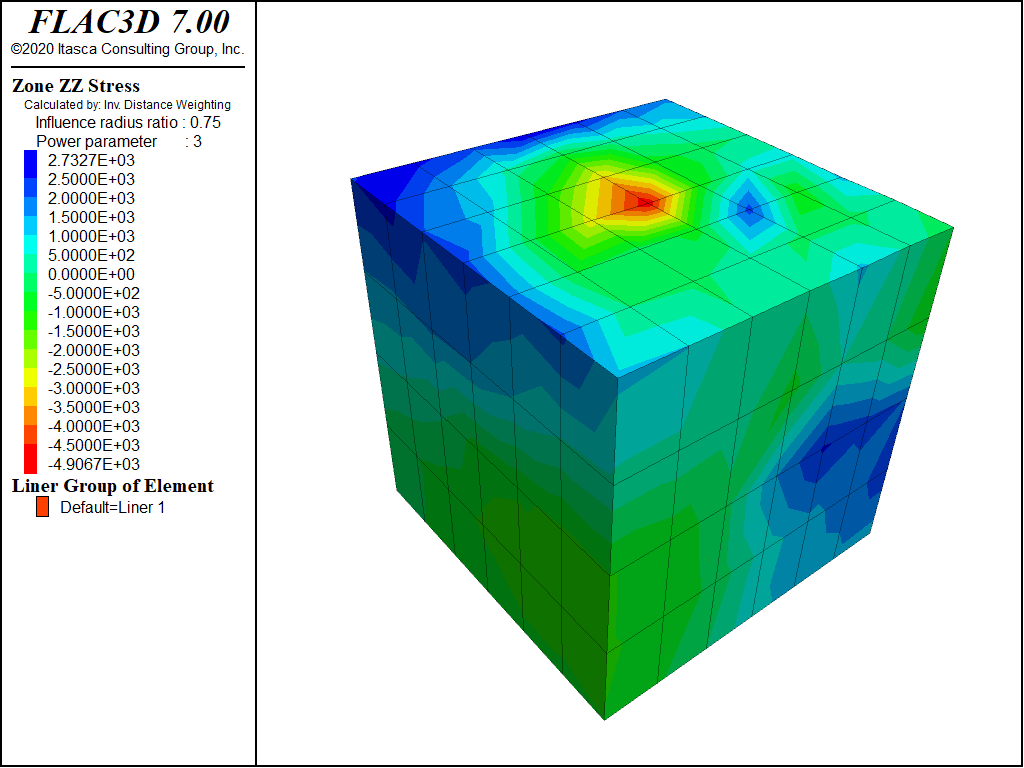 FLAC3D 7.00
©2020 Itasca Consulting Group, Inc.
Zone ZZ Stress
Calculated by: Inv. Distance Weighting
Influence radius ratio : 0.75
Power parameter : 3
2.7327E+03
2.5000E+03
2.0000E+03
1.5000E+03
1.0000E+03
5.0000E+02
0.0000E+00
-5.0000E+02
-1.0000E+03
-1.5000E+03
-2.0000E+03
-2.5000E+03
-3.0000E+03
-3.5000E+03
-4.0000E+03
-4.5000E+03
-4.9067E+03
Liner Group of Element
Default=Liner 1